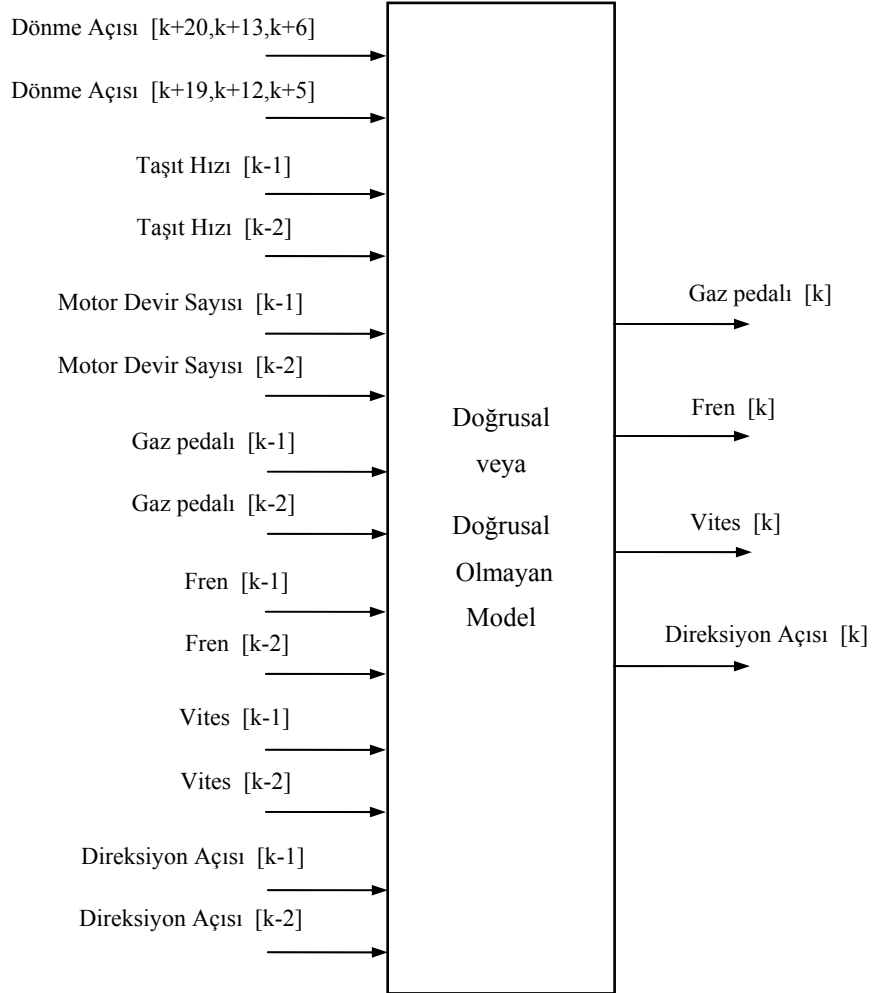 Dönme Açısı [k+20,k+13,k+6]
Dönme Açısı [k+19,k+12,k+5]
Taşıt Hızı [k-1]
Taşıt Hızı [k-2]
Motor Devir Sayısı [k-1]
Motor Devir Sayısı [k-2]
Gaz pedalı [k-1]
Gaz pedalı [k-2]
Fren [k-1]
Fren [k-2]
Vites [k-1]
Vites [k-2]
Direksiyon Açısı [k-1]
Direksiyon Açısı [k-2]
Doğrusal
veya
Doğrusal
Olmayan
Model
Gaz pedalı [k]
Fren [k]
Vites [k]
Direksiyon Açısı [k]